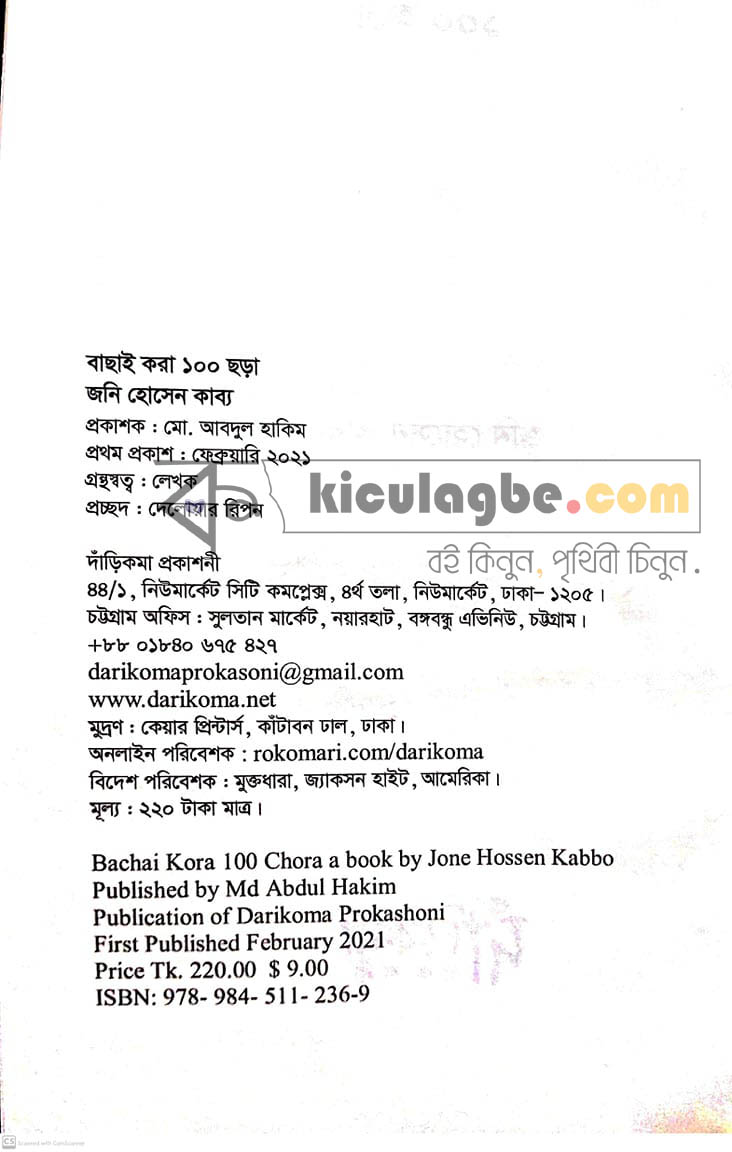 বাছাই করা ১০০ ছড়া
জনি হোসেন কাব্য
প্রকাশক : মো. আবদুল হাকিম
প্রথম প্রকাশ : ফেব্রুয়ারি ২০২১
গ্রন্থস্বত্ব : লেখক
প্রচ্ছদ : দেলোয়ার রিপন
kiculagbe.com
বই কিনুন, পৃথিবী চিনুন.
দাঁড়িকমা প্রকাশনী
৪৪/১, নিউমার্কেট সিটি কমপ্লেক্স, ৪র্থ তলা, নিউমার্কেট, ঢাকা- ১২০৫।
চট্টগ্রাম অফিস : সুলতান মার্কেট, নয়ারহাট, বঙ্গবন্ধু এভিনিউ, চট্টগ্রাম।
+৮৮ ০১৮৪০ ৬৭৫ ৪২৭
darikomaprokasoni@gmail.com
www.darikoma.net
মুদ্রণ : কেয়ার প্রিন্টার্স, কাঁটাবন ঢাল, ঢাকা।
অনলাইন পরিবেশক : rokomari.com/darikoma
বিদেশ পরিবেশক : মুক্তধারা, জ্যাকসন হাইট, আমেরিকা।
মূল্য : ২২০ টাকা মাত্র।
Bachai Kora 100 Chora a book by Jone Hossen Kabbo
Published by Md Abdul Hakim
Publication of Darikoma Prokashoni
First Published February 2021
Price Tk. 220.00 $ 9.00
ISBN: 978- 984- 511- 236-9
CS Scanned with CamScanner